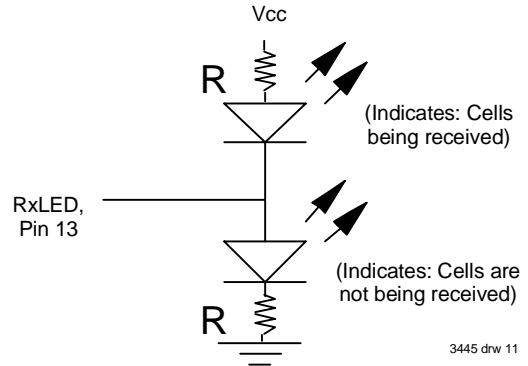 Vcc
R
(Indicates: Cells
being received)
RxLED,
Pin 13
(Indicates: Cells are
not being received)
R
3445 drw 11